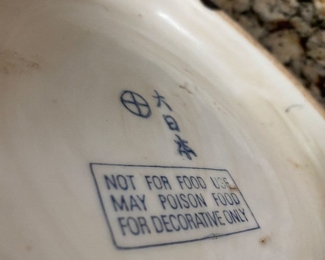 大日本
NOT FOR FOOD USE
MAY POISON FOOD
FOR DECORATIVE ONLY